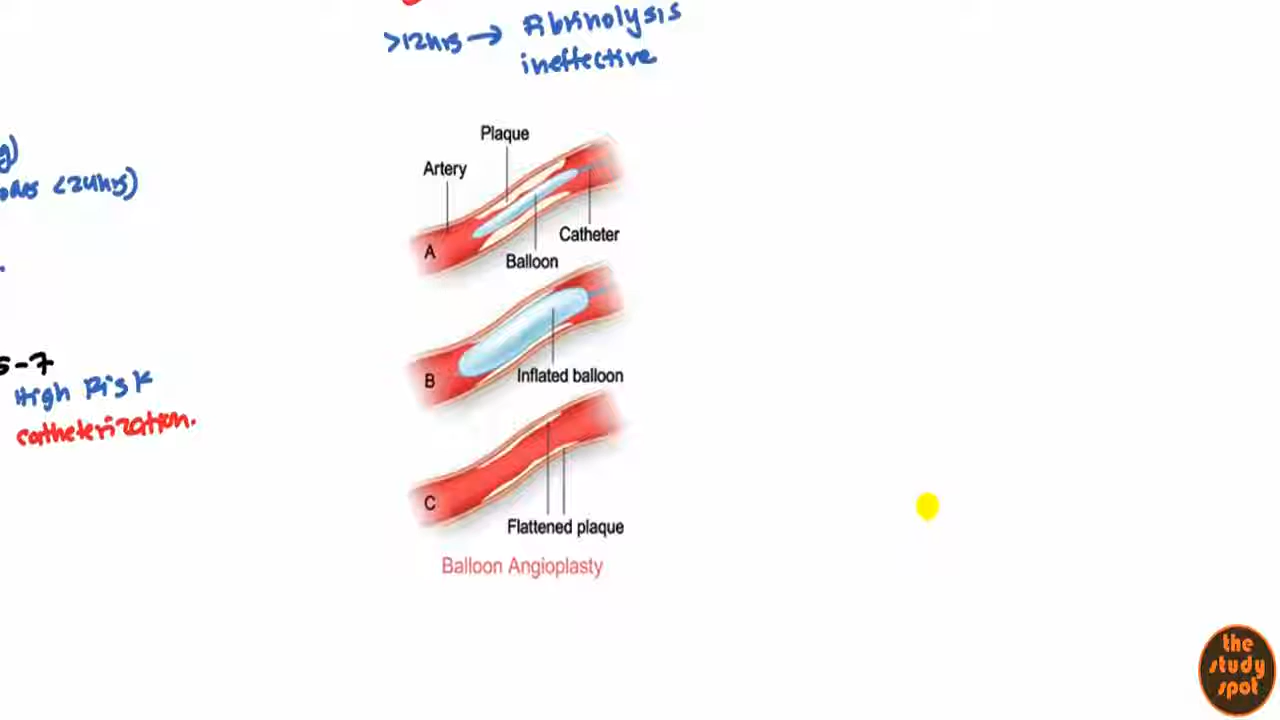 >12hrs → Fibrinolysis
ineffective
<24hrs)
5-7
High Risk
catheterization.
Plaque
Artery
Catheter
A
Balloon
B
Inflated balloon
C
Flattened plaque
Balloon Angioplasty
the
study
spot